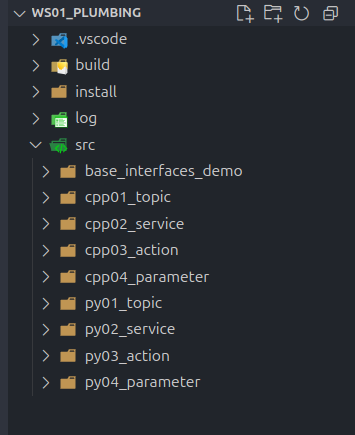 WS01_PLUMBING
.vscode
build
install
log
src
base_interfaces_demo
cpp01_topic
cpp02_service
cpp03_action
cpp04_parameter
py01_topic
py02_service
py03_action
py04_parameter